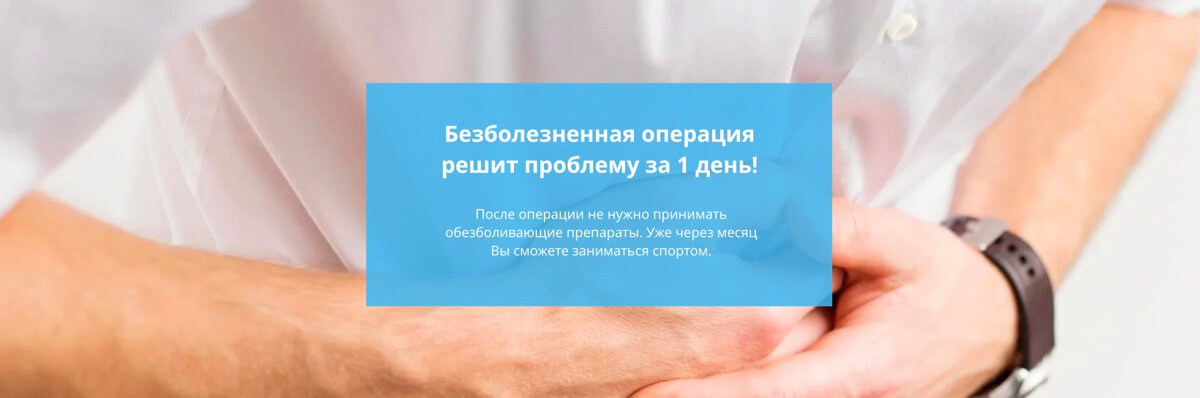 Безболезненная операция
решит проблему за 1 день!
После операции не нужно принимать
обезболивающие препараты. Уже через месяц
Вы сможете заниматься спортом.